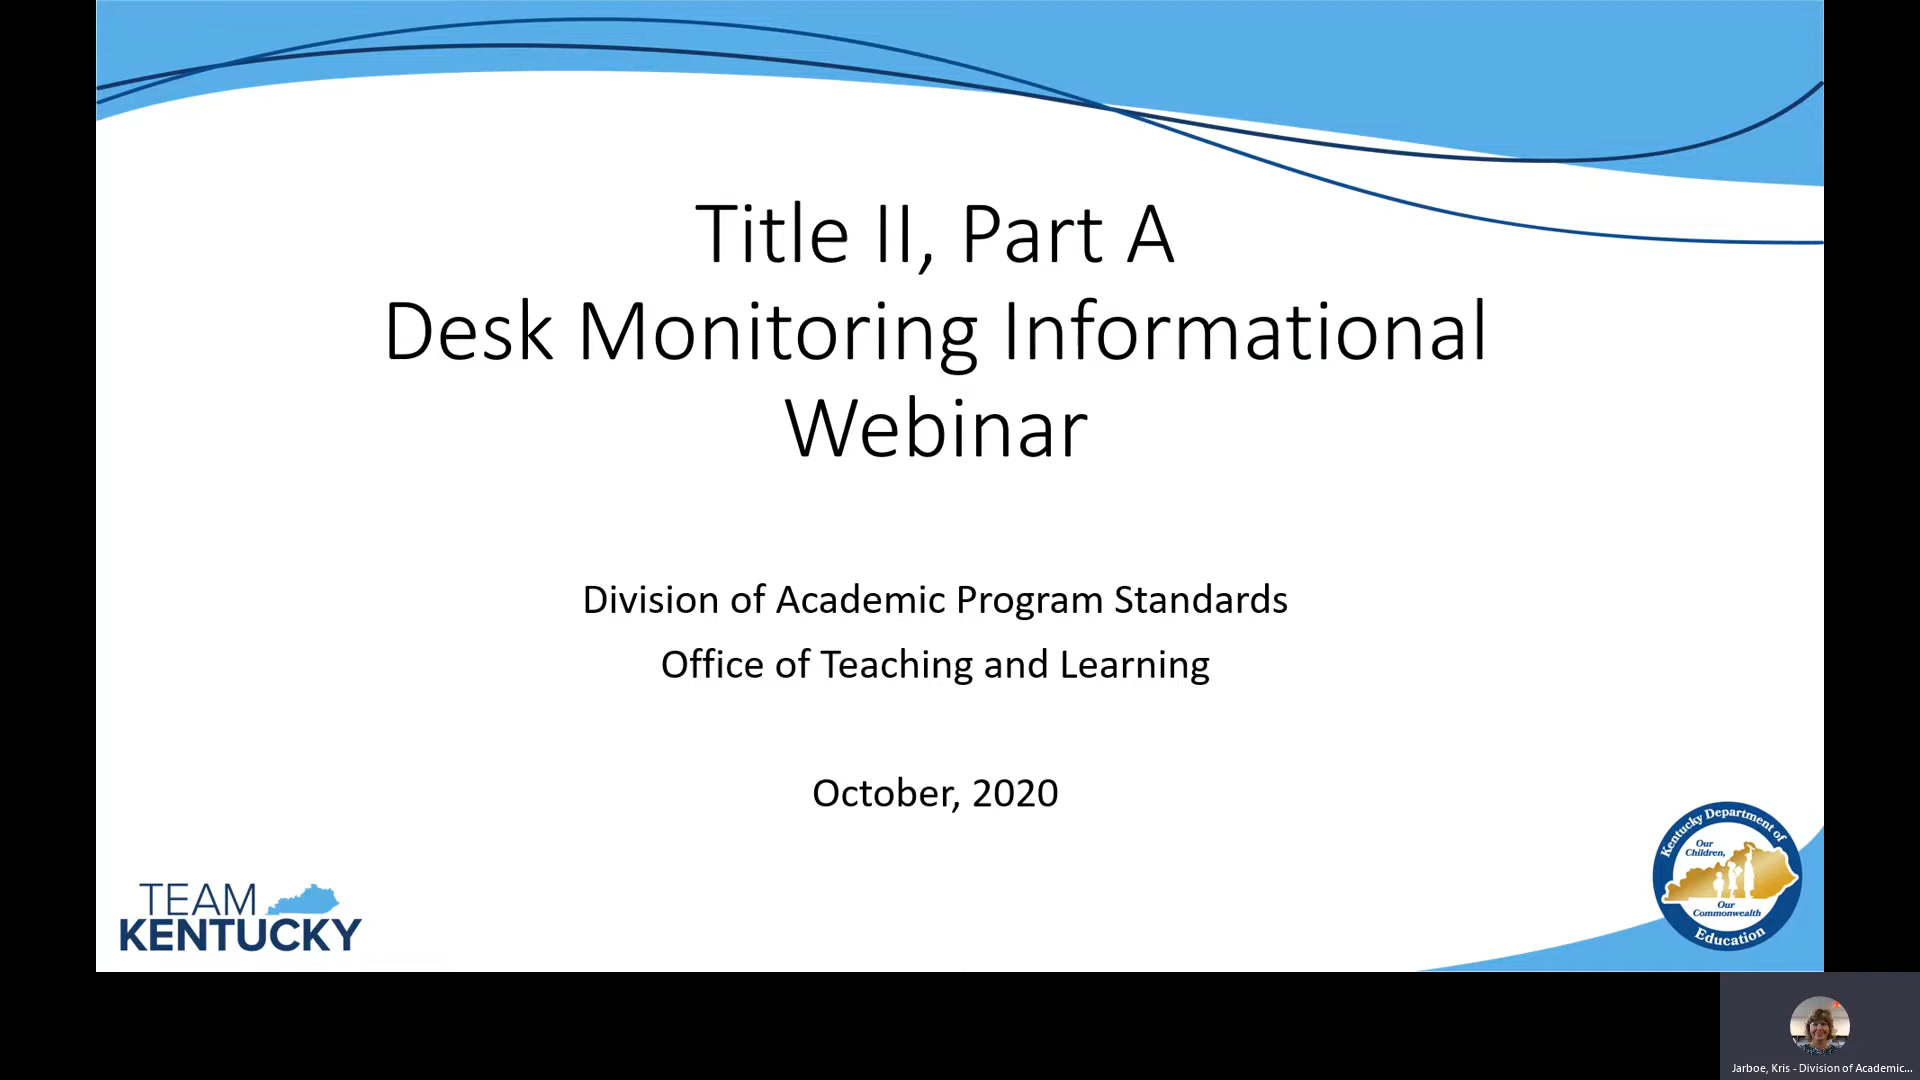 Title II, Part A
Desk Monitoring Informational
Webinar
Division of Academic Program Standards
Office of Teaching and Learning
October, 2020
TEAM
KENTUCKY
Kentucky Department of
Our
Children,
Our
Commonwealth
Education
Jarboe, Kris - Division of Academic...